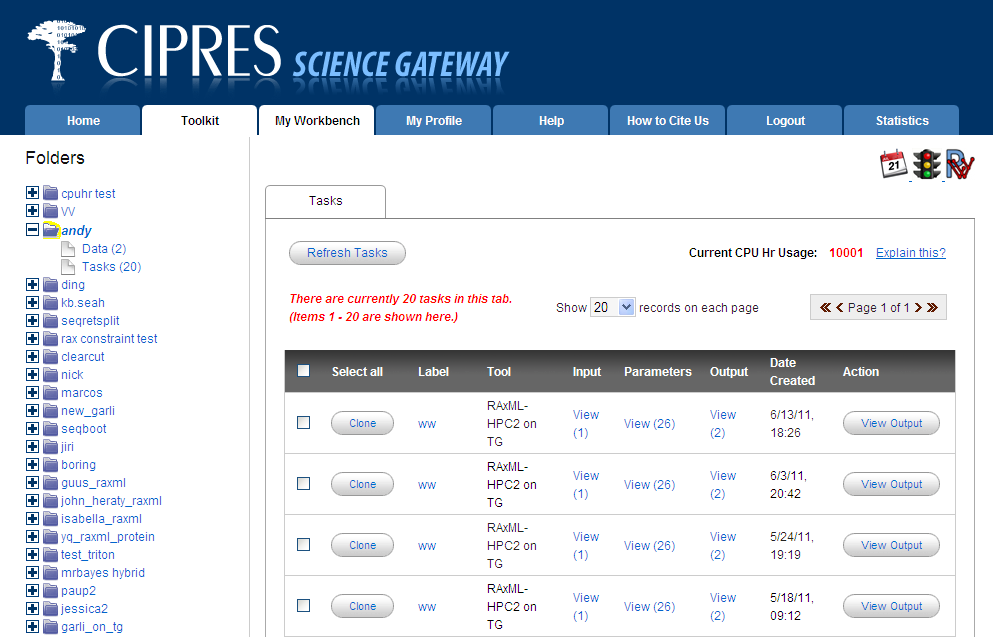 CIPRES SCIENCE GATEWAY
Home Toolkit My Workbench My Profile Help How to Cite Us Logout Statistics
Folders
cpuhr test
VV
andy
Data (2)
Tasks (20)
ding
kb.seah
seqretsplit
rax constraint test
clearcut
nick
marcos
new_garli
seqboot
jiri
boring
guus_raxml
john_heraty_raxml
isabella_raxml
yq_raxml_protein
test_triton
mrbayes hybrid
paup2
jessica2
garli_on_tg
21
Tasks
Refresh Tasks
Current CPU Hr Usage: 10001 Explain this?
There are currently 20 tasks in this tab.
(Items 1 - 20 are shown here.)
Show 20 records on each page
Page 1 of 1
Select all Label Tool Input Parameters Output Date Created Action
Clone ww RAxML-HPC2 on TG View (1) View (26) View (2) 6/13/11, 18:26 View Output
Clone ww RAxML-HPC2 on TG View (1) View (26) View (2) 6/3/11, 20:42 View Output
Clone ww RAxML-HPC2 on TG View (1) View (26) View (2) 5/24/11, 19:19 View Output
Clone ww RAxML-HPC2 on TG View (1) View (26) View (2) 5/18/11, 09:12 View Output